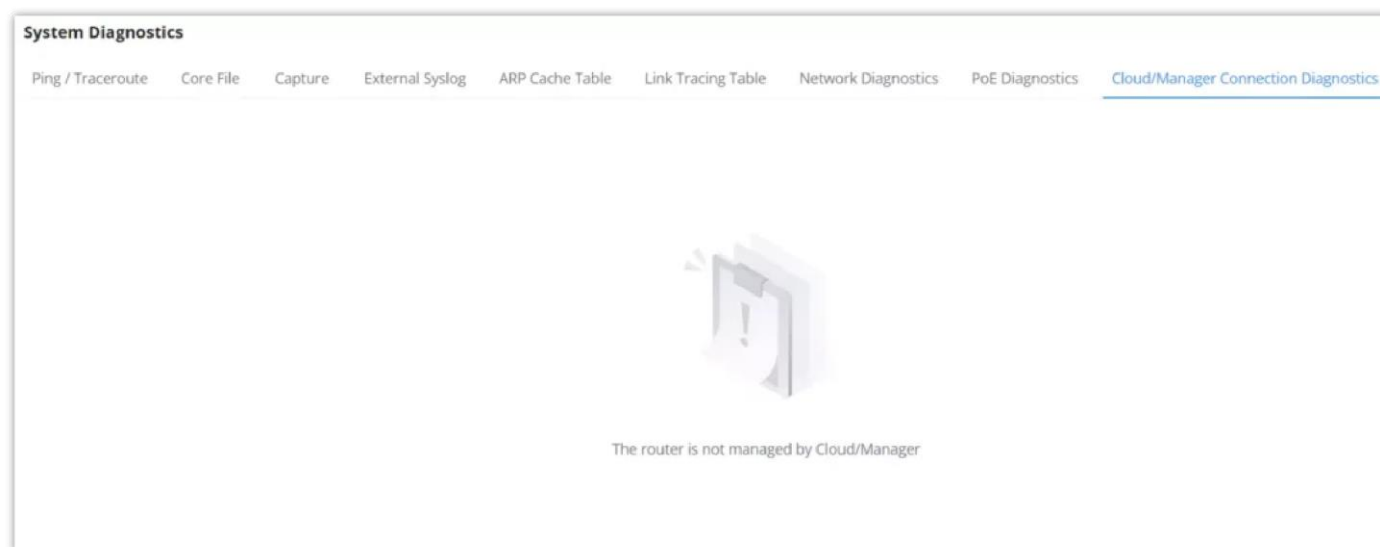 System Diagnostics
Ping / Traceroute Core File Capture External Syslog ARP Cache Table Link Tracing Table Network Diagnostics PoE Diagnostics Cloud/Manager Connection Diagnostics
!
The router is not managed by Cloud/Manager